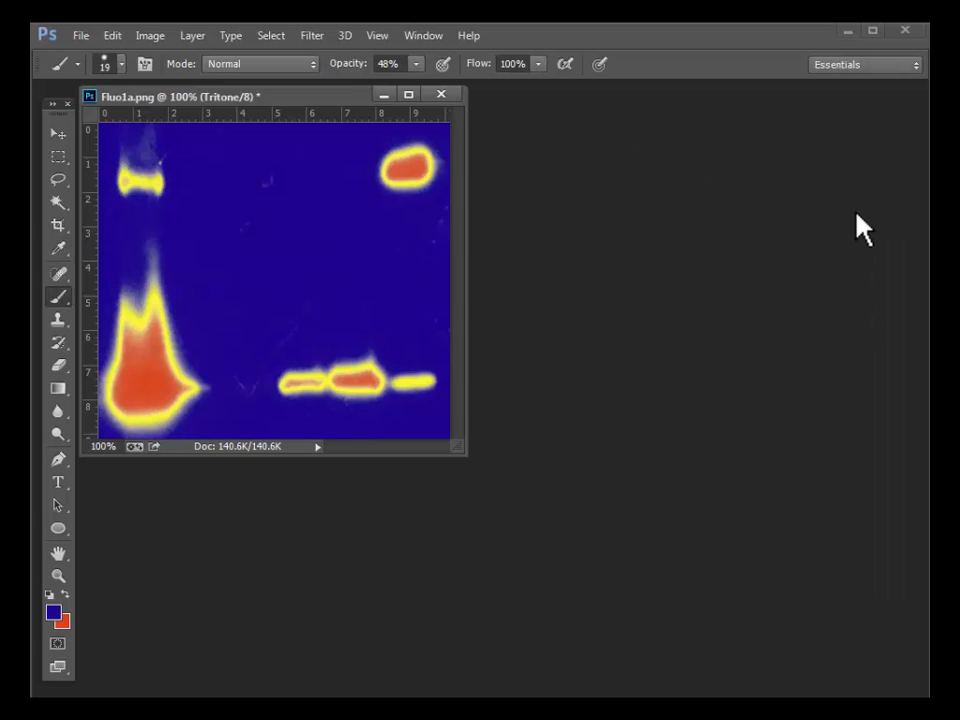 Ps File Edit Image Layer Type Select Filter 3D View Window Help
19 Mode: Normal Opacity: 48% Flow: 100% Essentials
Ps Fluo1a.png @ 100% (Tritone/8) *
0 1 2 3 4 5 6 7 8 9
0
1
2
3
4
5
6
7
8
100% Doc: 140.6K/140.6K
T